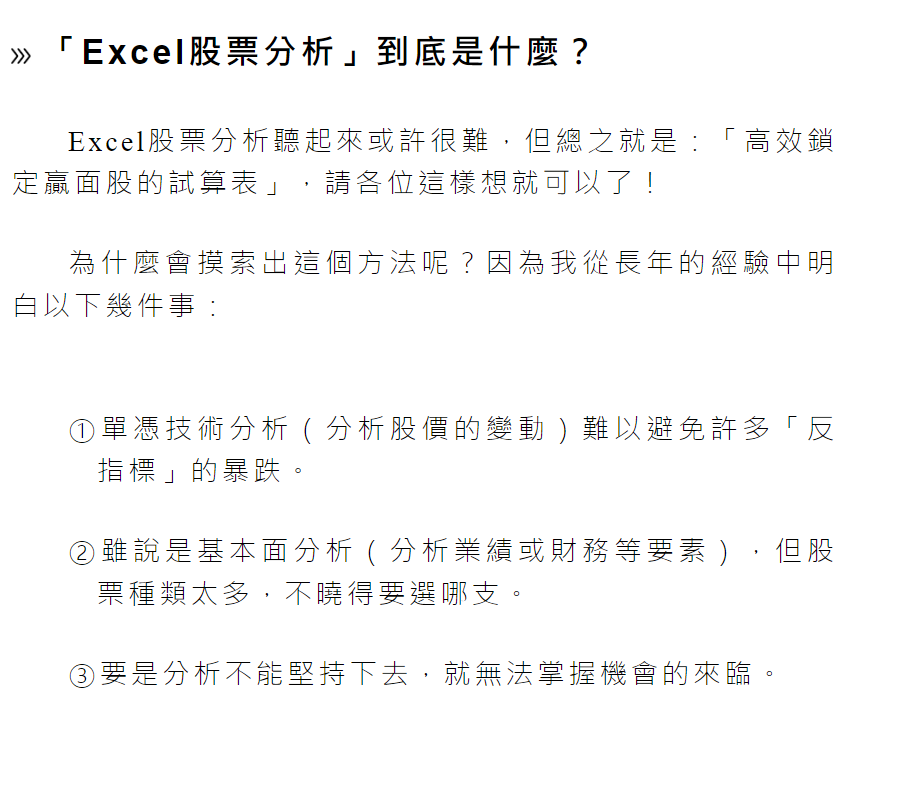 »› 「Excel股票分析」到底是什麼？
Excel股票分析聽起來或許很難，但總之就是：「高效鎖
定贏面股的試算表」，請各位這樣想就可以了！
為什麼會摸索出這個方法呢？因為我從長年的經驗中明
白以下幾件事：
①單憑技術分析（分析股價的變動）難以避免許多「反
指標」的暴跌。
②雖說是基本面分析（分析業績或財務等要素），但股
票種類太多，不曉得要選哪支。
③要是分析不能堅持下去，就無法掌握機會的來臨。